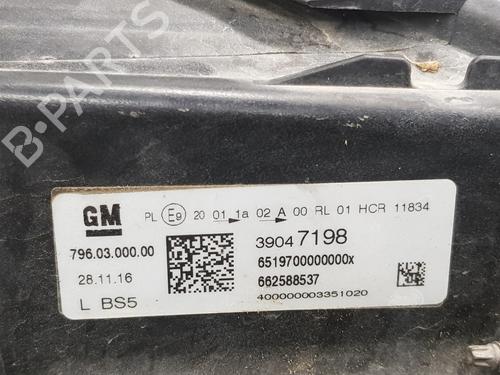 B-PARTS
GM PL E9 20 01 1a 02 A 00 RL 01 HCR 11834
796.03.000.00 39047198
28.11.16 6519700000000x
L BS5 662588537
400000003351020